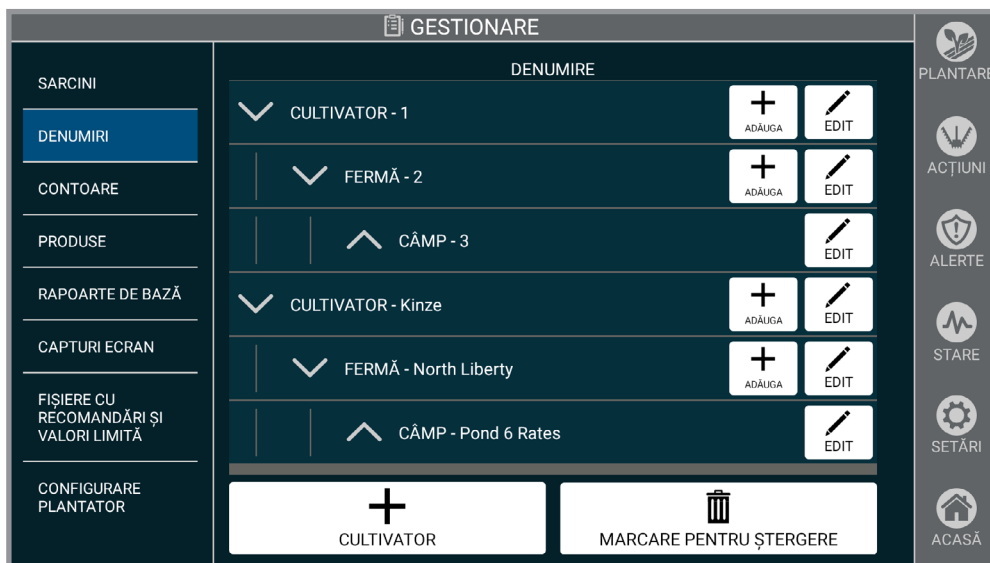 GESTIONARE
SARCINI
DENUMIRI
CONTOARE
PRODUSE
RAPOARTE DE BAZĂ
CAPTURI ECRAN
FIȘIERE CU
RECOMANDĂRI ȘI
VALORI LIMITĂ
CONFIGURARE
PLANTATOR
DENUMIRE
CULTIVATOR - 1
ADĂUGA
EDIT
FERMĂ - 2
ADĂUGA
EDIT
CÂMP - 3
EDIT
CULTIVATOR - Kinze
ADĂUGA
EDIT
FERMĂ - North Liberty
ADĂUGA
EDIT
CÂMP - Pond 6 Rates
EDIT
CULTIVATOR
MARCARE PENTRU ȘTERGERE
PLANTARE
ACȚIUNI
ALERTE
STARE
SETĂRI
ACASĂ